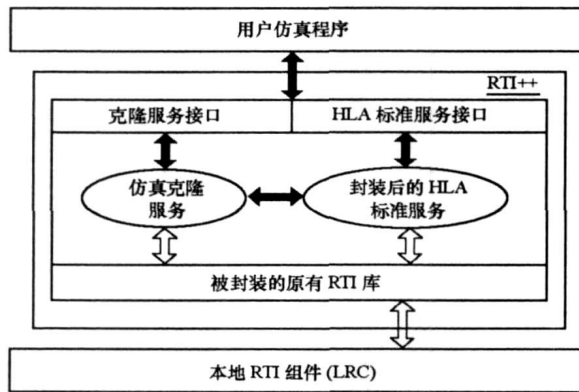 用户仿真程序
RTI++
克隆服务接口
HLA 标准服务接口
仿真克隆
服务
封装后的 HLA
标准服务
被封装的原有 RTI 库
本地 RTI 组件 (LRC)